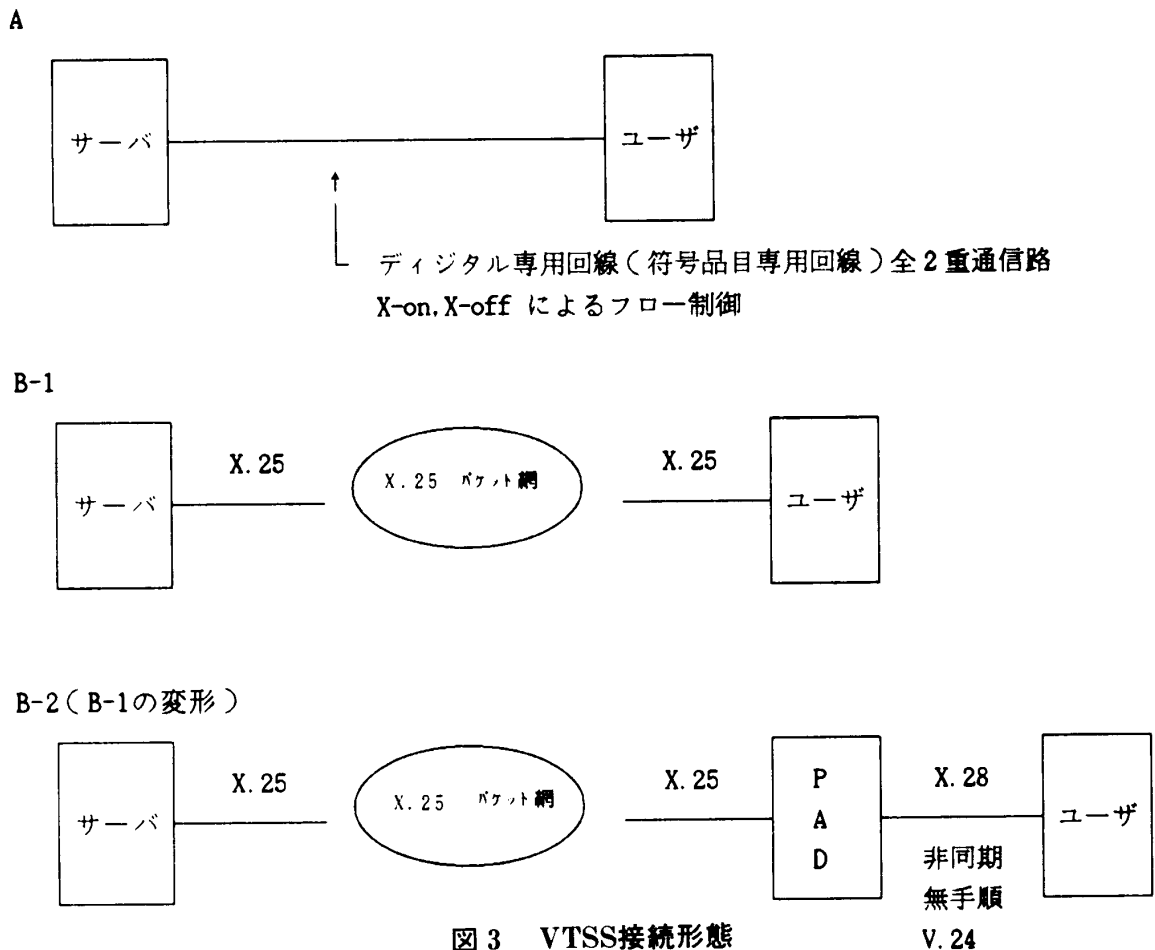 A
サーバ
ユーザ
ディジタル専用回線(符号品目専用回線)全2重通信路
X-on,X-off によるフロー制御
B-1
X.25
X.25 パケット網
X.25
サーバ
ユーザ
B-2(B-1の変形)
X.25
X.25 パケット網
X.25
P
A
D
X.28
サーバ
ユーザ
非同期
無手順
V.24
図3 VTSS接続形態